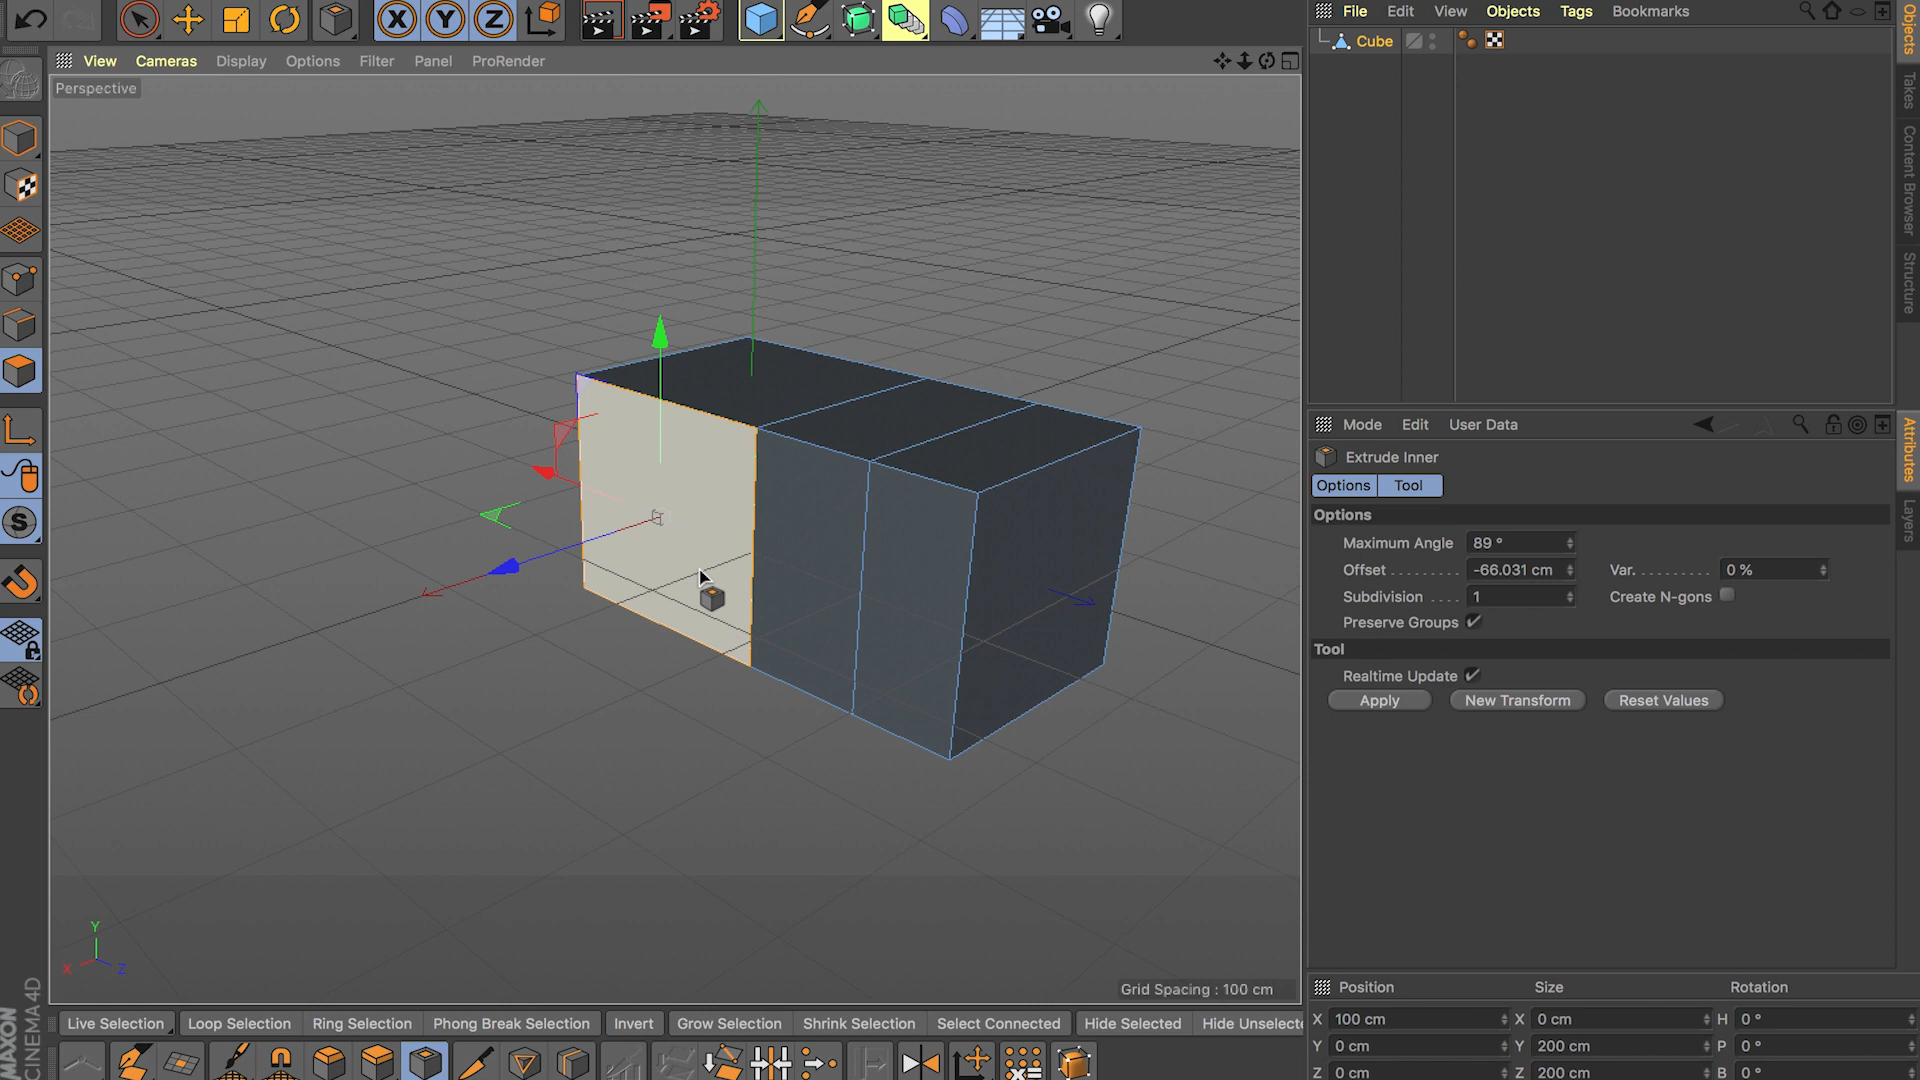 X Y Z
File Edit View Objects Tags Bookmarks
Objects
Takes
Content Browser
Structure
Cube
View Cameras Display Options Filter Panel ProRender
Perspective
S
Grid Spacing : 100 cm
Y
X
Z
Mode Edit User Data
Attributes
Layers
Extrude Inner
Options Tool
Options
Maximum Angle 89 °
Offset . . . . . . . . -66.031 cm Var. . . . . . . . . . 0 %
Subdivision . . . . 1 Create N-gons
Preserve Groups
Tool
Realtime Update
Apply New Transform Reset Values
Position Size Rotation
X 100 cm X 0 cm H 0 °
Y 0 cm Y 200 cm P 0 °
Z 0 cm Z 200 cm B 0 °
Live Selection Loop Selection Ring Selection Phong Break Selection Invert Grow Selection Shrink Selection Select Connected Hide Selected Hide Unselecte
MAXON
CINEMA 4D